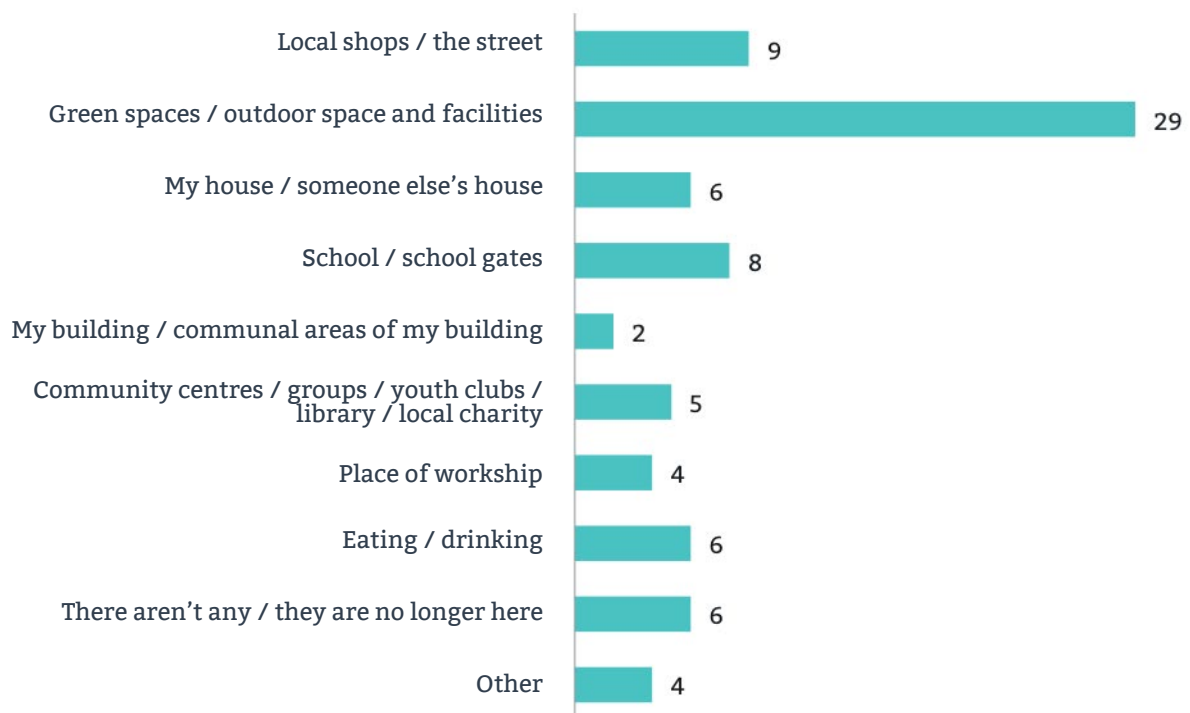 Local shops / the street 9
Green spaces / outdoor space and facilities 29
My house / someone else’s house 6
School / school gates 8
My building / communal areas of my building 2
Community centres / groups / youth clubs /
library / local charity 5
Place of workship 4
Eating / drinking 6
There aren’t any / they are no longer here 6
Other 4